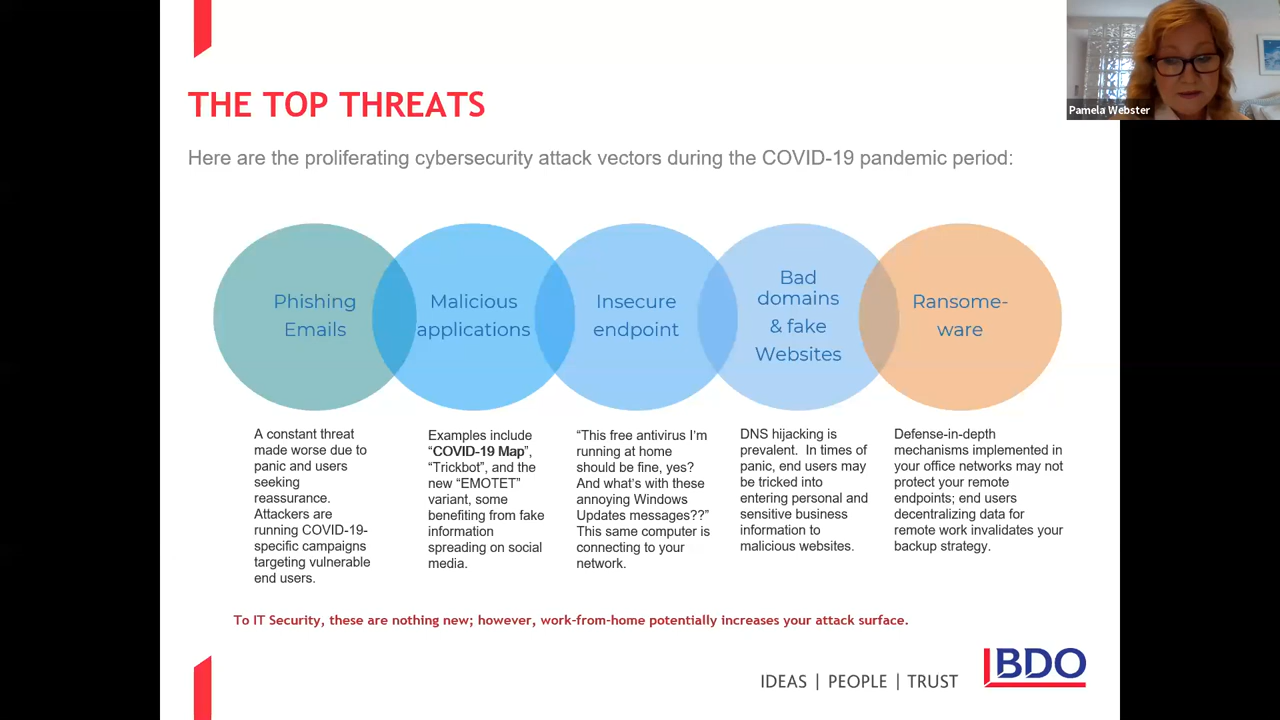 THE TOP THREATS
Pamela Webster
Here are the proliferating cybersecurity attack vectors during the COVID-19 pandemic period:
Phishing
Emails
Malicious
applications
Insecure
endpoint
Bad
domains
& fake
Websites
Ransome-
ware
A constant threat
made worse due to
panic and users
seeking
reassurance.
Attackers are
running COVID-19-
specific campaigns
targeting vulnerable
end users.
Examples include
“COVID-19 Map”,
“Trickbot”, and the
new “EMOTET”
variant, some
benefiting from fake
information
spreading on social
media.
“This free antivirus I’m
running at home
should be fine, yes?
And what’s with these
annoying Windows
Updates messages??”
This same computer is
connecting to your
network.
DNS hijacking is
prevalent.  In times of
panic, end users may
be tricked into
entering personal and
sensitive business
information to
malicious websites.
Defense-in-depth
mechanisms implemented in
your office networks may not
protect your remote
endpoints; end users
decentralizing data for
remote work invalidates your
backup strategy.
To IT Security, these are nothing new; however, work-from-home potentially increases your attack surface.
IDEAS | PEOPLE | TRUST
BDO